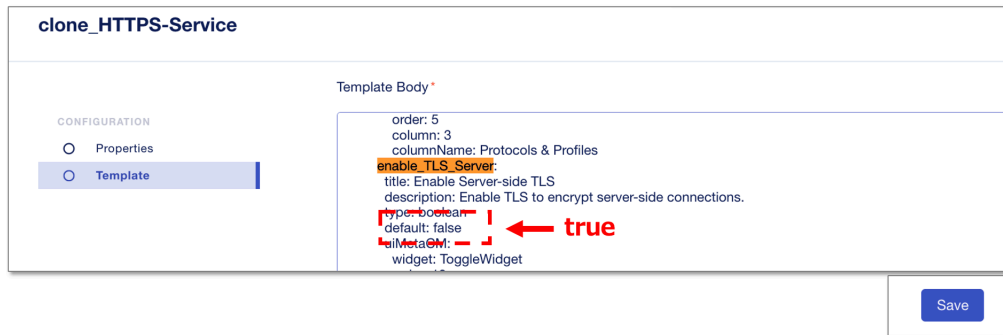 clone_HTTPS-Service
Template Body*
CONFIGURATION
Properties
Template
order: 5
column: 3
columnName: Protocols & Profiles
enable_TLS_Server:
title: Enable Server-side TLS
description: Enable TLS to encrypt server-side connections.
type: boolean
default: false
true
uiMetaSM:
widget: ToggleWidget
Save